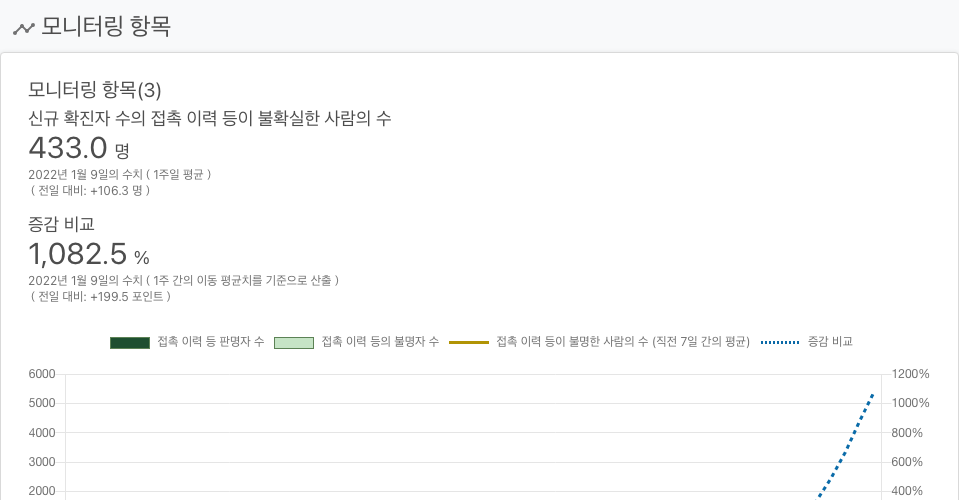 모니터링 항목
모니터링 항목(3)
신규 확진자 수의 접촉 이력 등이 불확실한 사람의 수
433.0 명
2022년 1월 9일의 수치 ( 1주일 평균 )
( 전일 대비: +106.3 명 )
증감 비교
1,082.5 %
2022년 1월 9일의 수치 ( 1주 간의 이동 평균치를 기준으로 산출 )
( 전일 대비: +199.5 포인트 )
접촉 이력 등 판명자 수 접촉 이력 등의 불명자 수 접촉 이력 등이 불명한 사람의 수 (직전 7일 간의 평균) 증감 비교
6000 1200%
5000 1000%
4000 800%
3000 600%
2000 400%